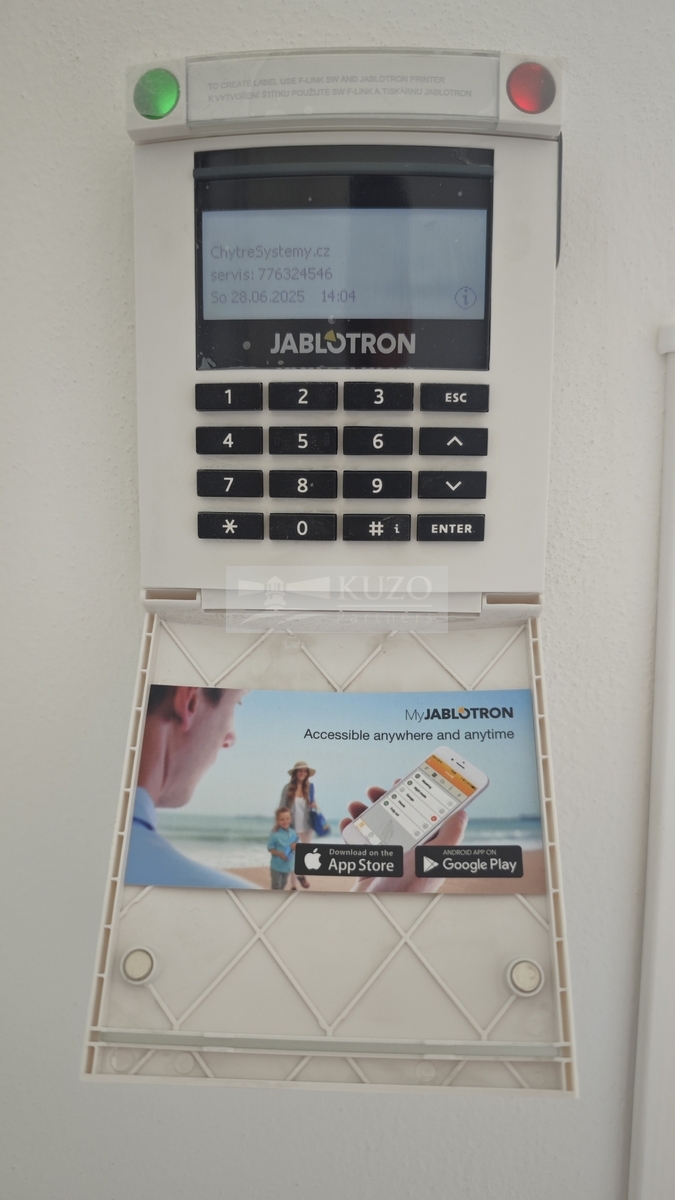 TO CREATE LABEL USE F-LINK SW AND JABLOTRON PRINTER
K VYTVOŘENÍ ŠTÍTKU POUŽIJTE SW F-LINK A TISKÁRNU JABLOTRON
ChytreSystemy.cz
servis: 776324546
So 28.06.2025 14:04
i
JABLOTRON
1 2 3 ESC
4 5 6
7 8 9
* 0 # i ENTER
KUZO
Partners
MyJABLOTRON
Accessible anywhere and anytime
Download on the
App Store
ANDROID APP ON
Google Play